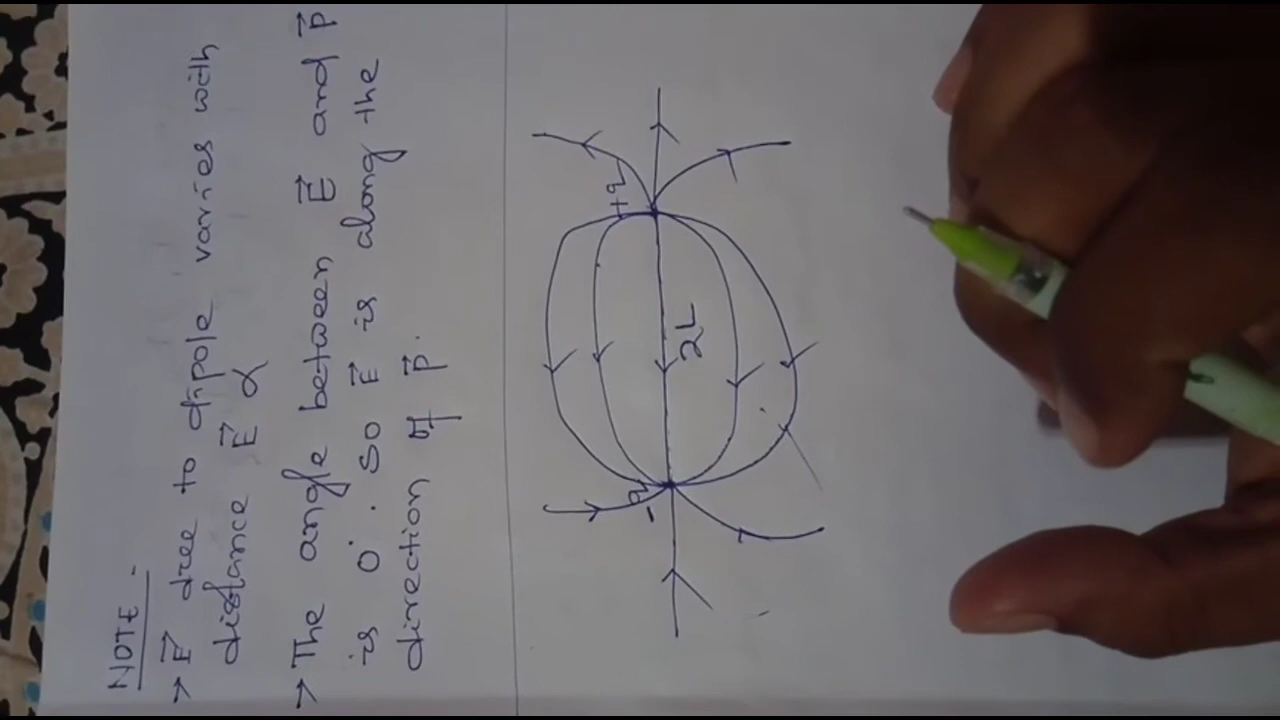 NOTE :-
→ E⃗ dree to dipole varies with
distance E⃗ α
→ The angle between E⃗ and P⃗
is 0°. So E⃗ is along the
direction of P⃗.
+q
2L
-q